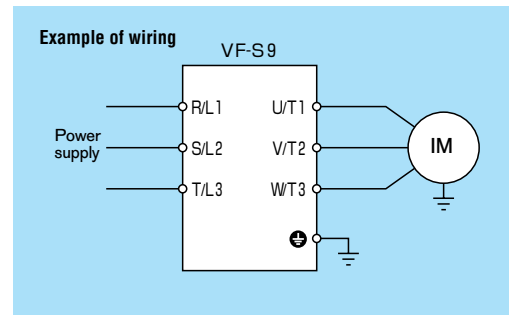 Example of wiring
VF-S9
R/L1 U/T1
Power supply
S/L2 V/T2
IM
T/L3 W/T3